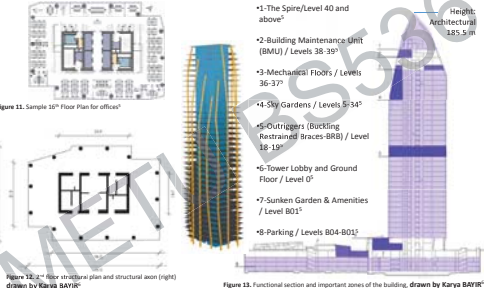 •1-The Spire/Level 40 and
above⁵
•2-Building Maintenance Unit
(BMU) / Levels 38-39⁵
•3-Mechanical Floors / Levels
36-37⁵
•4-Sky Gardens / Levels 5-34⁵
•5-Outriggers (Buckling
Restrained Braces-BRB) / Level
18-19⁵
•6-Tower Lobby and Ground
Floor / Level 0⁵
•7-Sunken Garden & Amenities
/ Level B01⁵
•8-Parking / Levels B04-B01⁵
Height:
Architectural
185.5 m
Figure 11. Sample 16th Floor Plan for offices⁵
Figure 12. 2nd floor structural plan and structural axon (right)
drawn by Karya BAYIR⁶
Figure 13. Functional section and important zones of the building, drawn by Karya BAYIR⁵
METU BS536